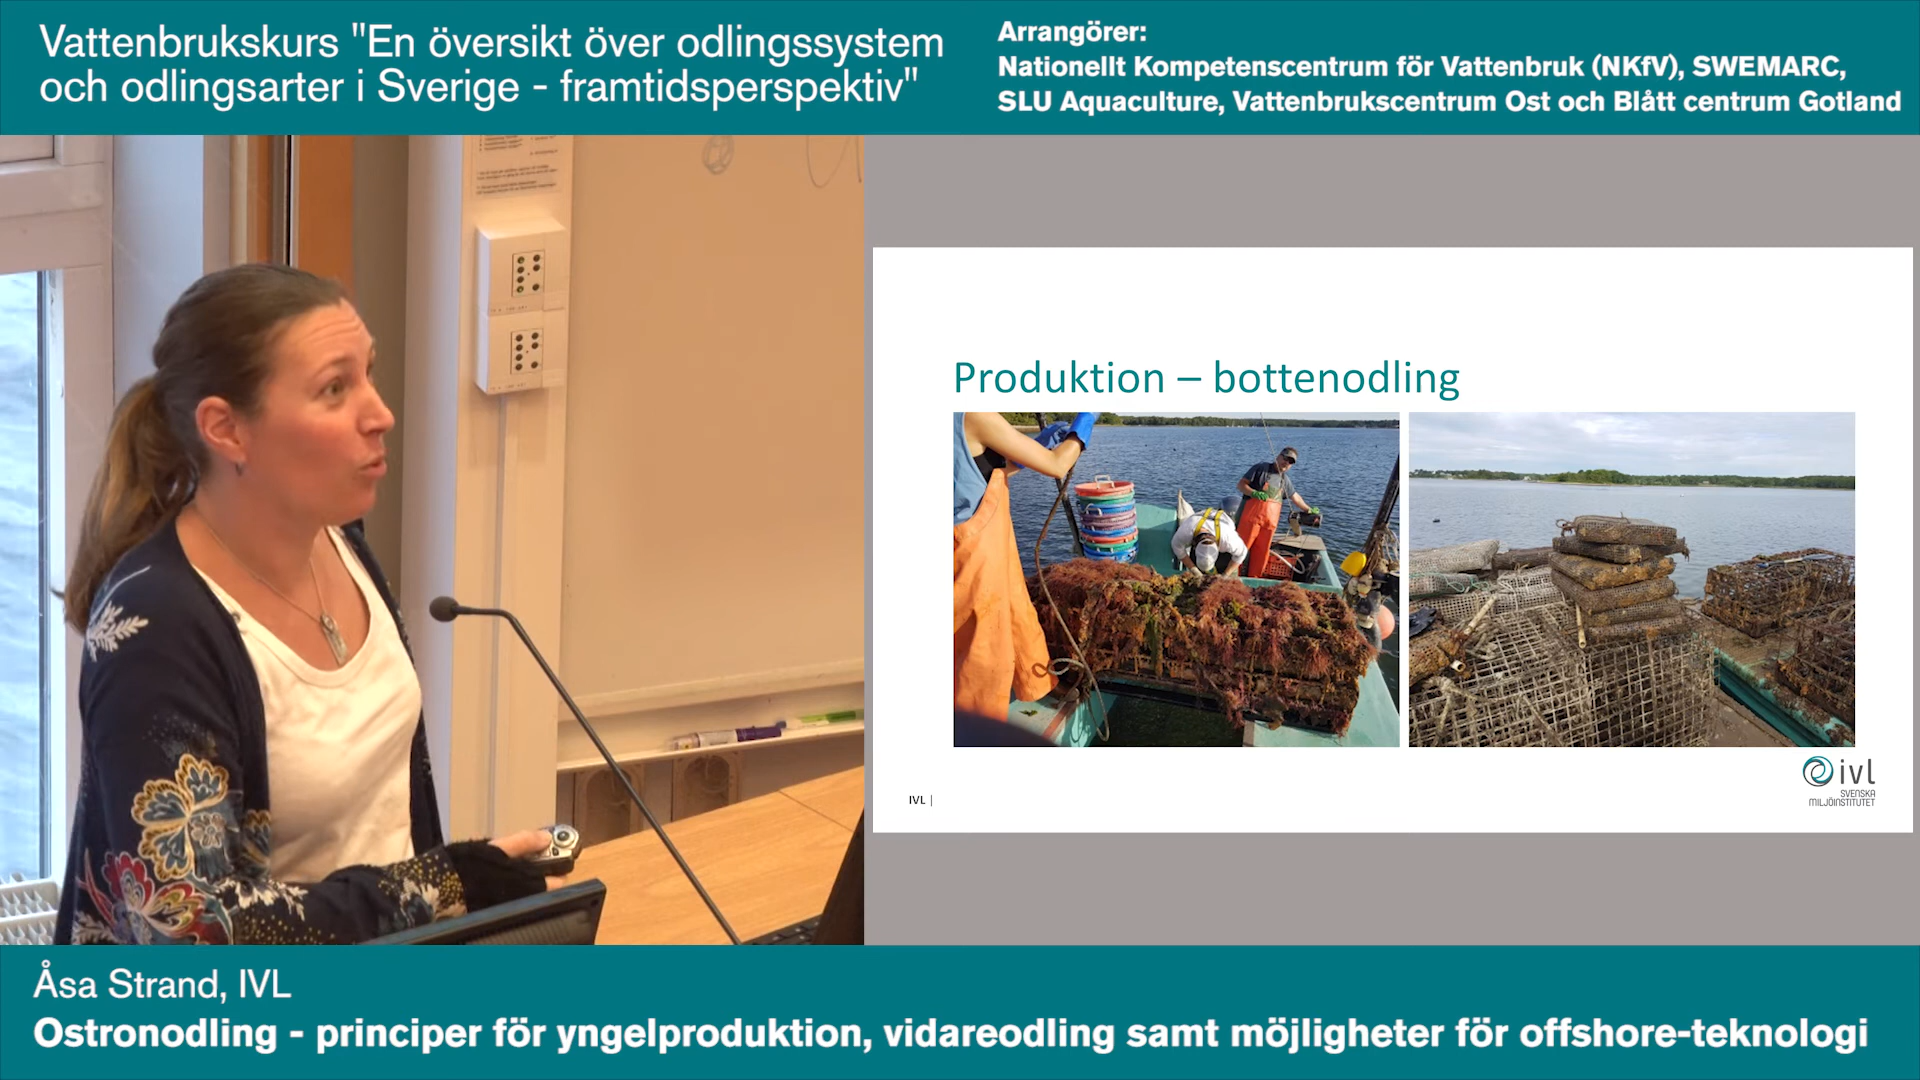 Vattenbrukskurs "En översikt över odlingssystem
och odlingsarter i Sverige - framtidsperspektiv"
Arrangörer:
Nationellt Kompetenscentrum för Vattenbruk (NKfV), SWEMARC,
SLU Aquaculture, Vattenbrukscentrum Ost och Blått centrum Gotland
Produktion – bottenodling
IVL |
ivl
SVENSKA
MILJÖINSTITUTET
Åsa Strand, IVL
Ostronodling - principer för yngelproduktion, vidareodling samt möjligheter för offshore-teknologi